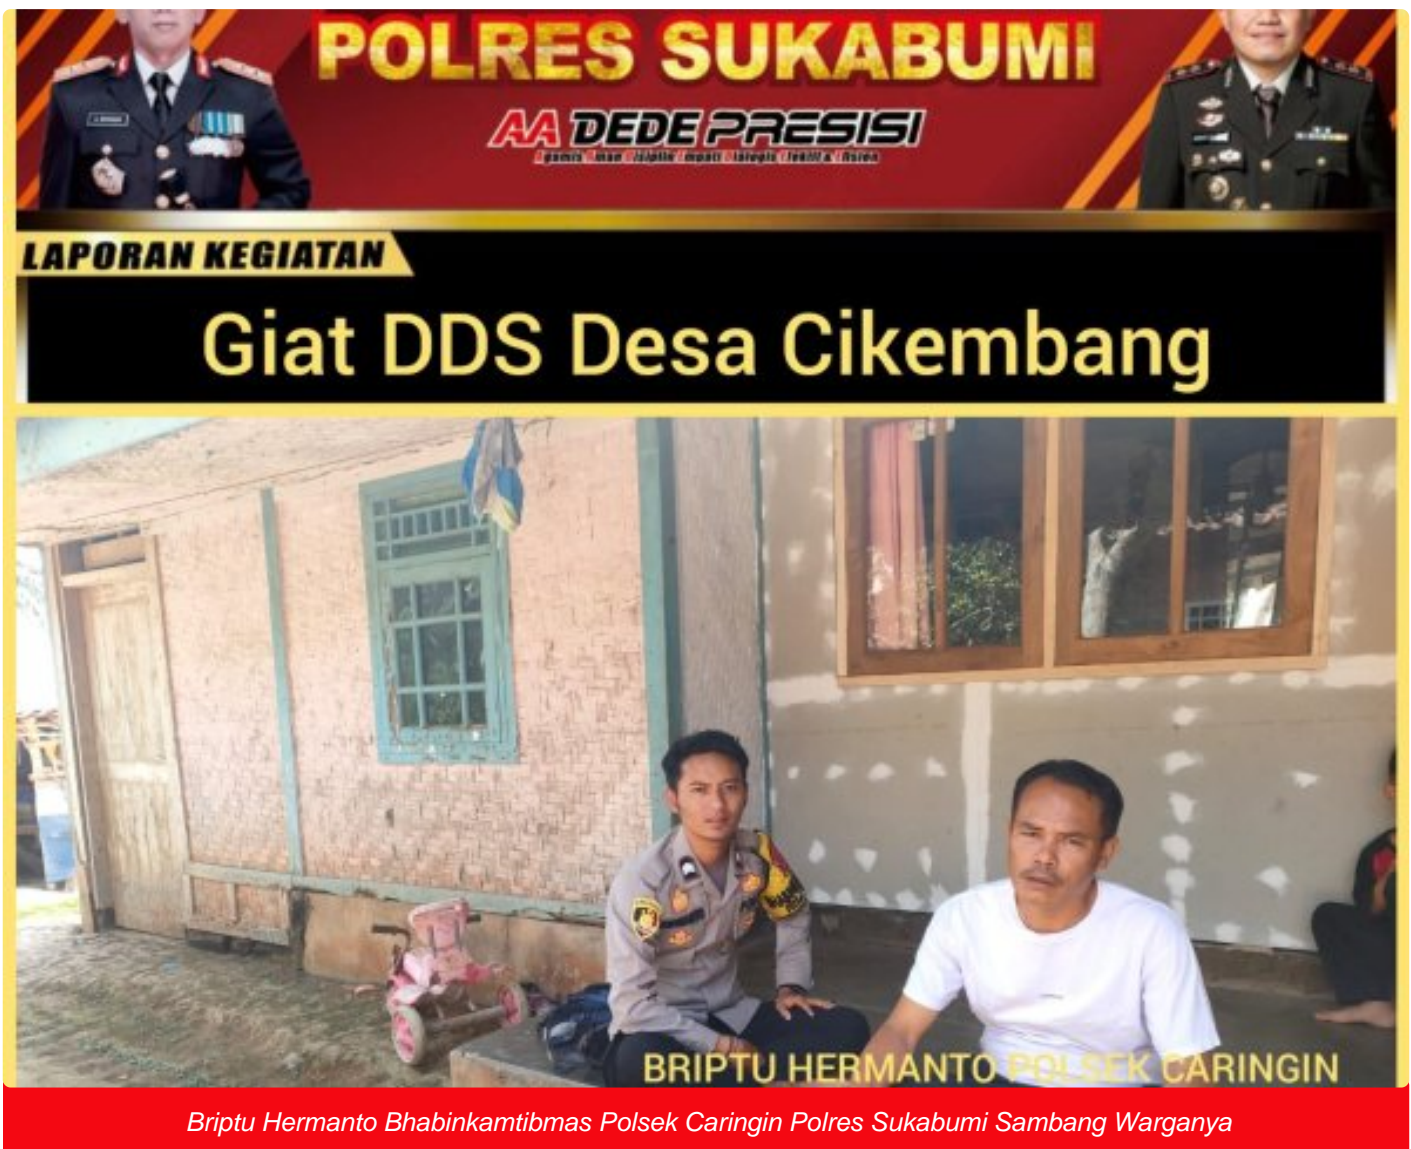 POLRES SUKABUMI
AA DEDE PRESISI
LAPORAN KEGIATAN
Giat DDS Desa Cikembang
BRIPTU HERMANTO POLSEK CARINGIN
Briptu Hermanto Bhabinkamtibmas Polsek Caringin Polres Sukabumi Sambang Warganya